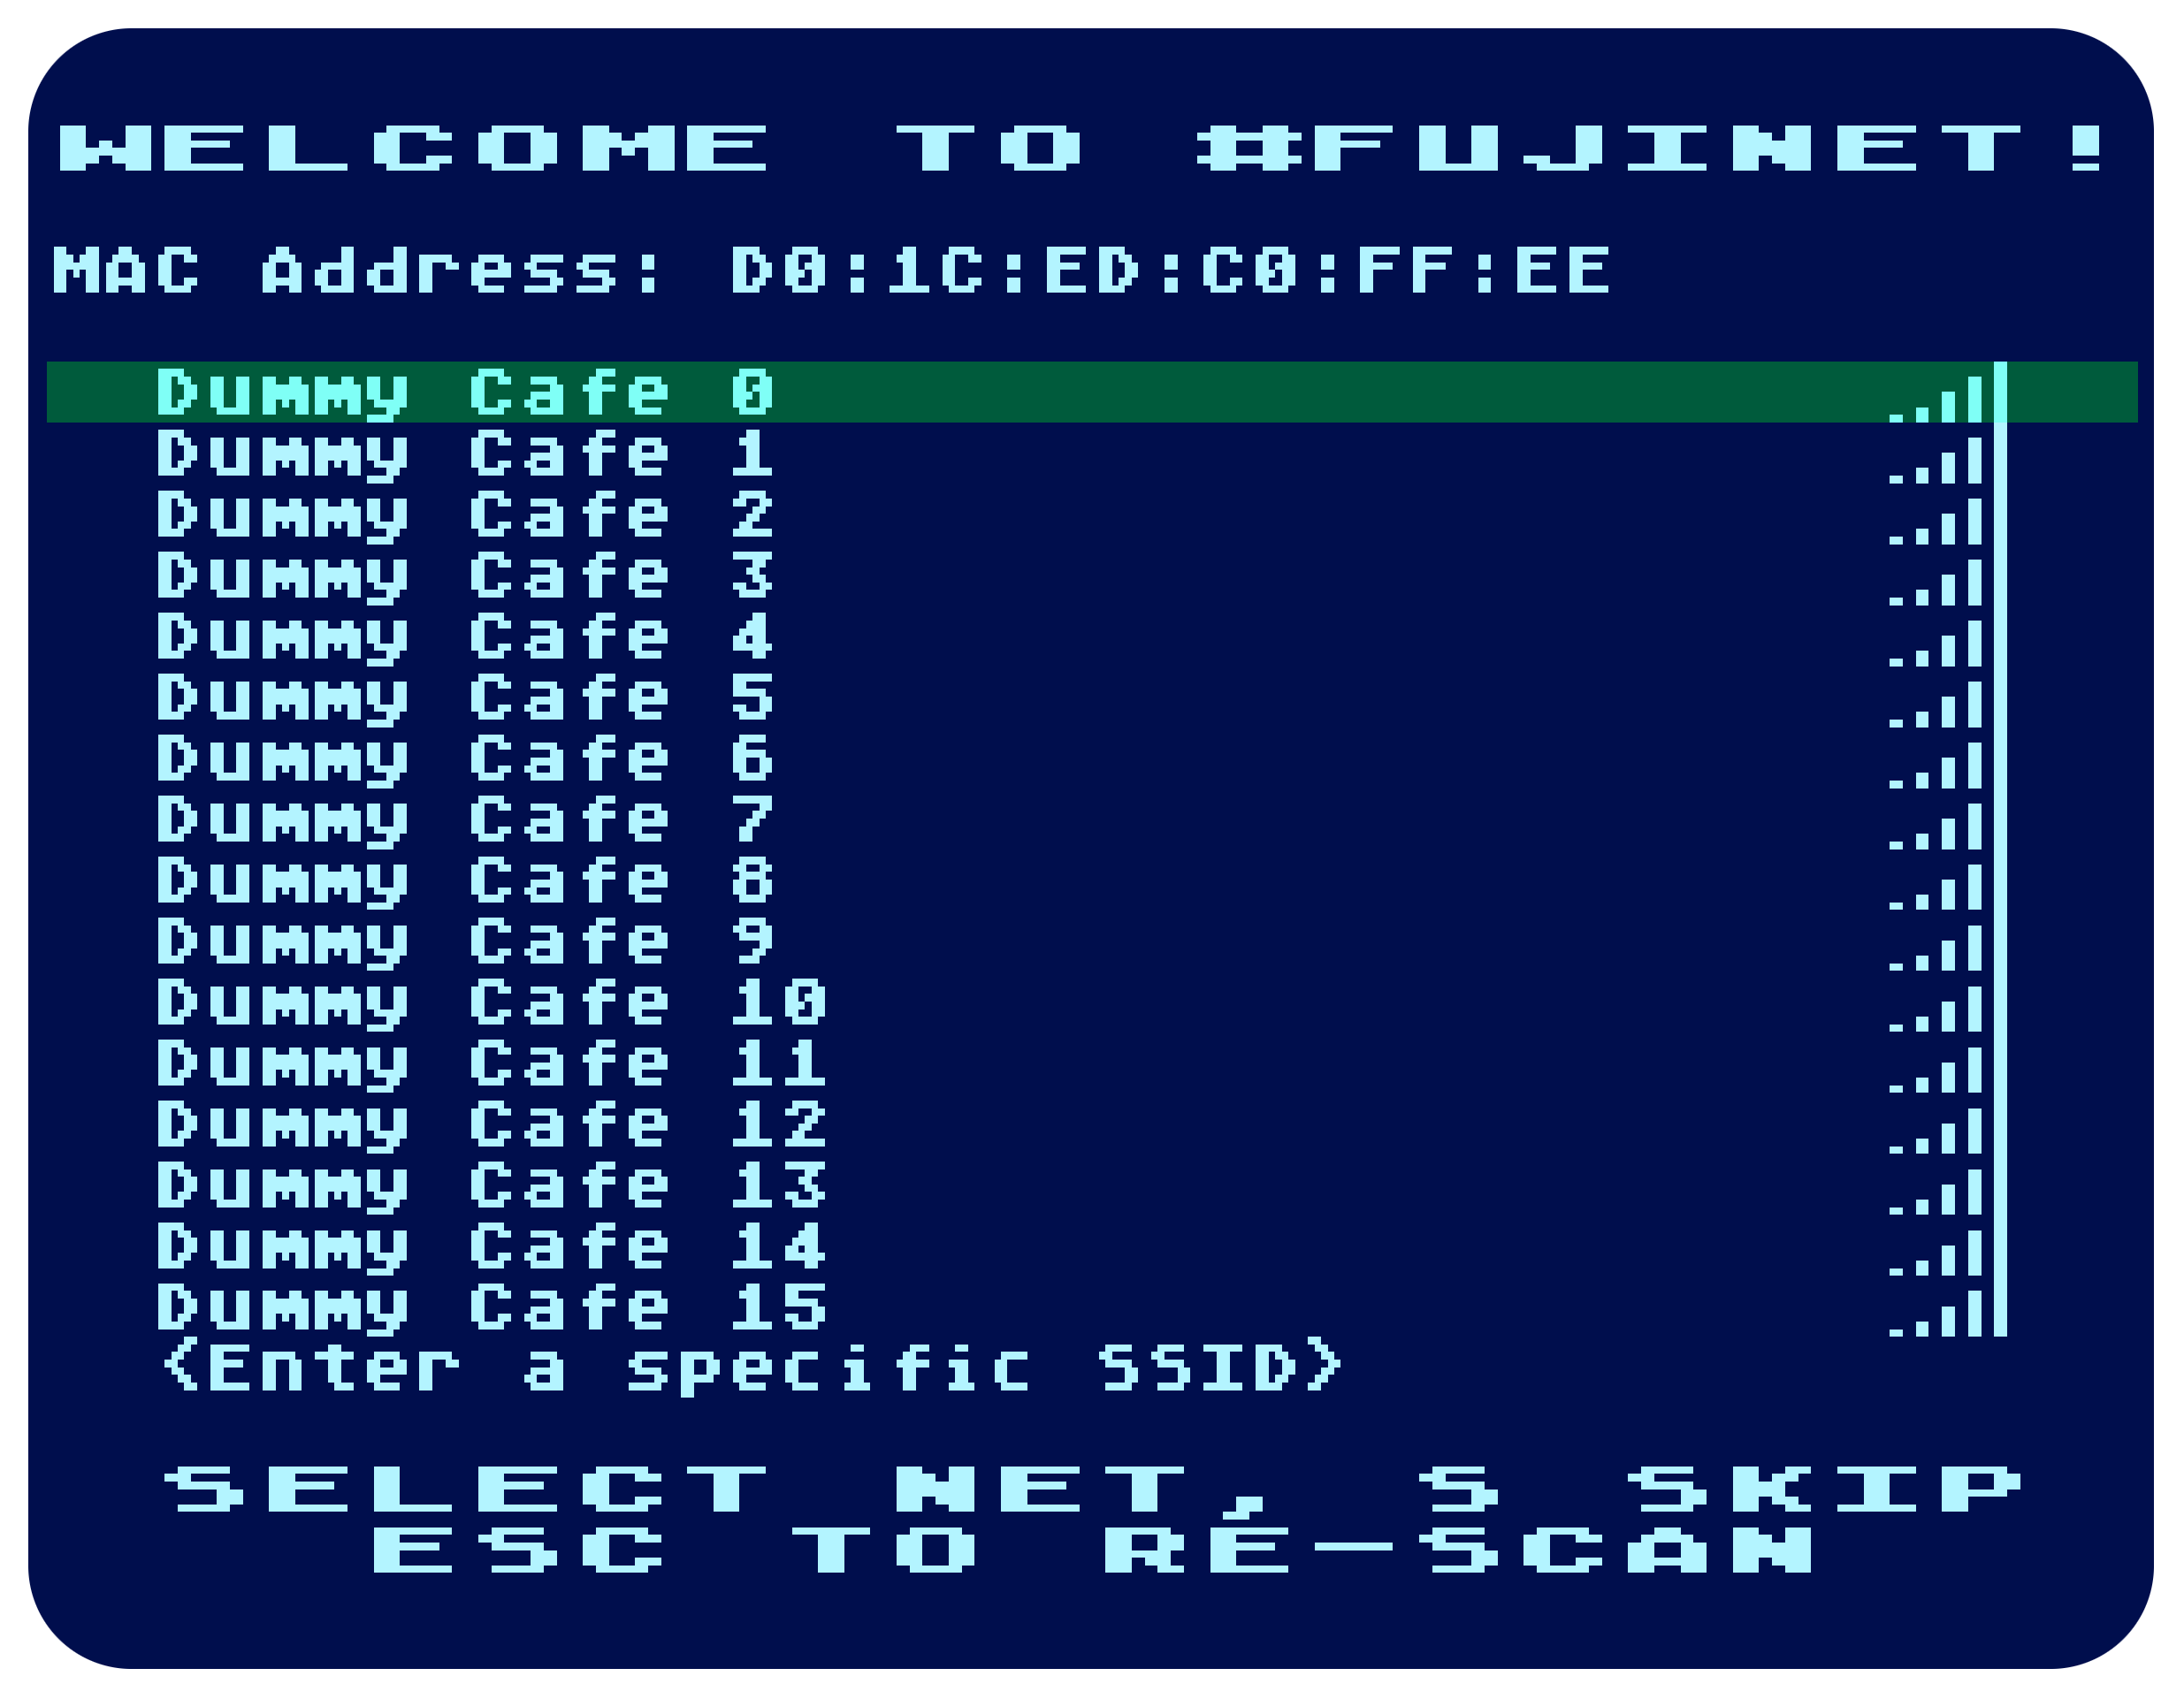 WELCOME TO #FUJINET!
MAC Address: D0:1C:ED:C0:FF:EE
Dummy Cafe 0
Dummy Cafe 1
Dummy Cafe 2
Dummy Cafe 3
Dummy Cafe 4
Dummy Cafe 5
Dummy Cafe 6
Dummy Cafe 7
Dummy Cafe 8
Dummy Cafe 9
Dummy Cafe 10
Dummy Cafe 11
Dummy Cafe 12
Dummy Cafe 13
Dummy Cafe 14
Dummy Cafe 15
<Enter a specific SSID>
SELECT NET, S SKIP
ESC TO RE-SCAN